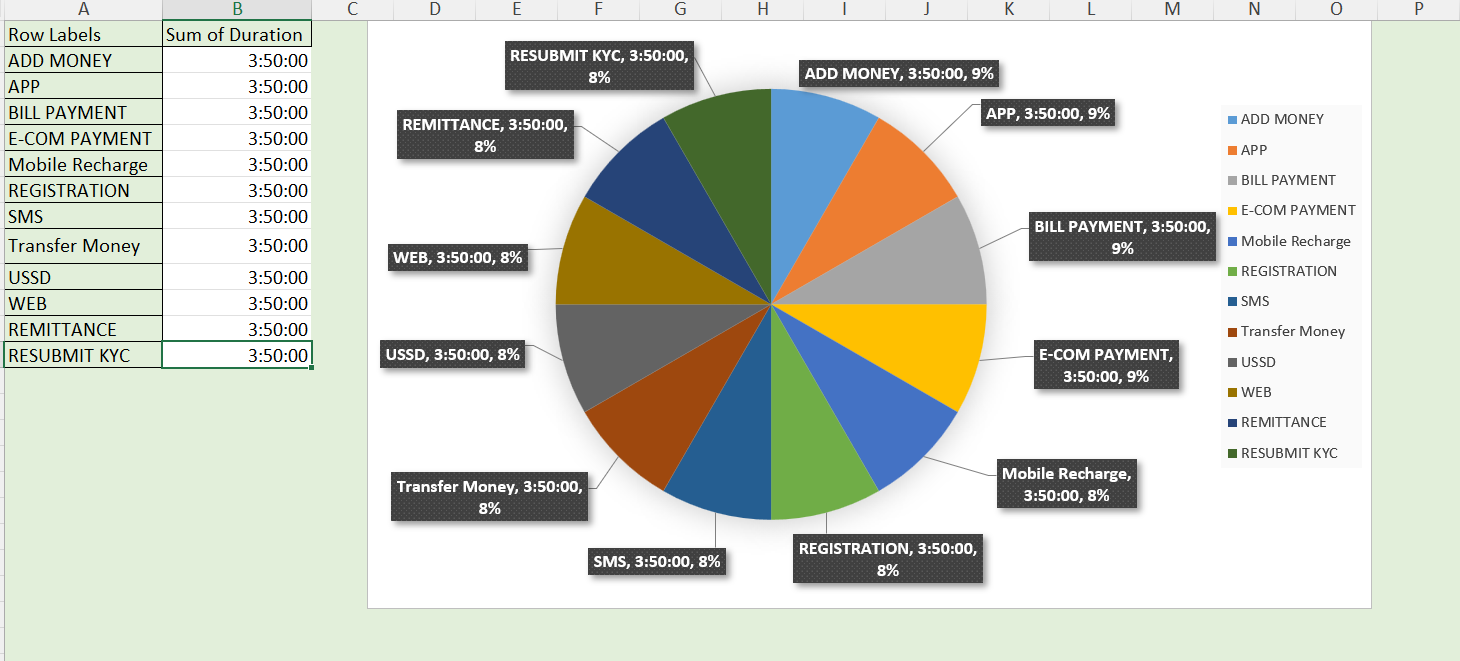 A B C D E F G H I J K L M N O P
Row Labels Sum of Duration
ADD MONEY 3:50:00
APP 3:50:00
BILL PAYMENT 3:50:00
E-COM PAYMENT 3:50:00
Mobile Recharge 3:50:00
REGISTRATION 3:50:00
SMS 3:50:00
Transfer Money 3:50:00
USSD 3:50:00
WEB 3:50:00
REMITTANCE 3:50:00
RESUBMIT KYC 3:50:00
RESUBMIT KYC, 3:50:00,
8%
ADD MONEY, 3:50:00, 9%
APP, 3:50:00, 9%
REMITTANCE, 3:50:00,
8%
BILL PAYMENT, 3:50:00,
9%
WEB, 3:50:00, 8%
USSD, 3:50:00, 8%
E-COM PAYMENT,
3:50:00, 9%
Mobile Recharge,
3:50:00, 8%
Transfer Money, 3:50:00,
8%
REGISTRATION, 3:50:00,
8%
SMS, 3:50:00, 8%
ADD MONEY
APP
BILL PAYMENT
E-COM PAYMENT
Mobile Recharge
REGISTRATION
SMS
Transfer Money
USSD
WEB
REMITTANCE
RESUBMIT KYC